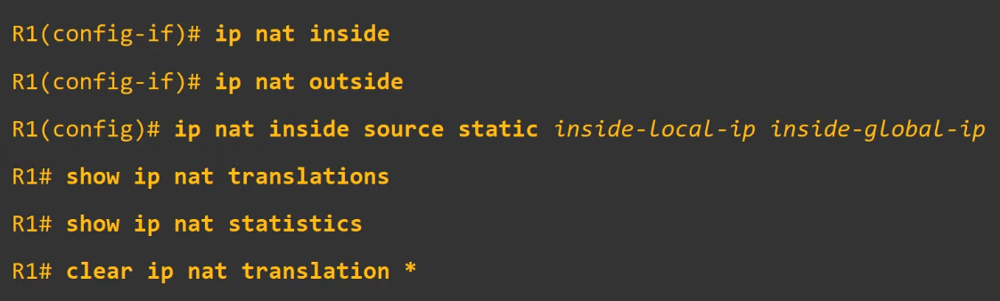 R1(config-if)# ip nat inside
R1(config-if)# ip nat outside
R1(config)# ip nat inside source static inside-local-ip inside-global-ip
R1# show ip nat translations
R1# show ip nat statistics
R1# clear ip nat translation *